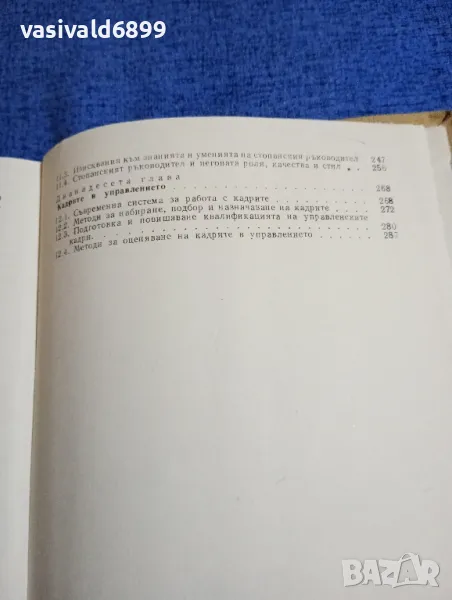 vasivald6899
11.3. Изисквания към знанията и уменията на стопанския ръководител 247
11.4. Стопанският ръководител и неговата роля, качества и стил . . 256
Дванадесета глава
Кадрите в управлението . . . . . . . . . . . . 268
12.1. Съвременна система за работа с кадрите . . . . . . 268
12.2. Методи за набиране, подбор и назначаване на кадрите . . . . 272
12.3. Подготовка и повишаване квалификацията на управленските
кадри . . . . . . . . . . . . . . . . 280
12.4. Методи за оценяване на кадрите в управлението . . . . . 287
BAZAR